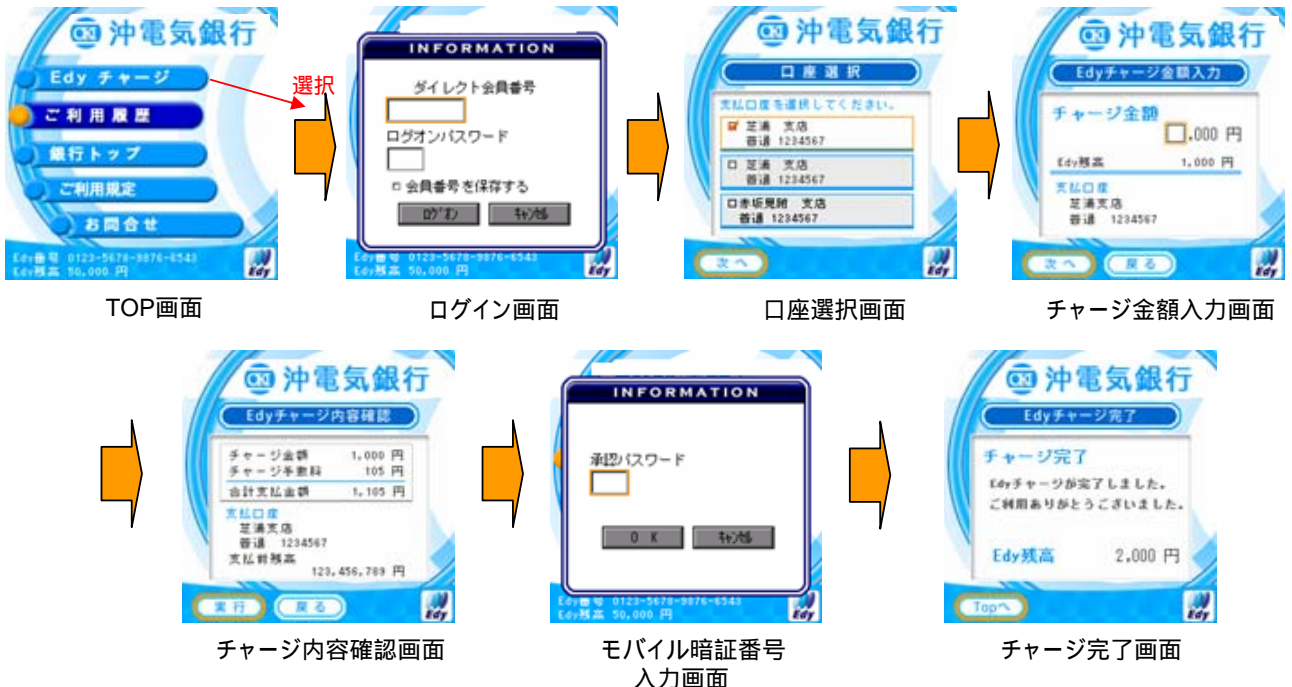 OKI 沖電気銀行
Edy チャージ
ご利用履歴
銀行トップ
ご利用規定
お問合せ
Edy番号 0123-5678-9876-6543
Edy残高 50,000 円
Edy
TOP画面
選択
INFORMATION
ダイレクト会員番号
ログオンパスワード
会員番号を保存する
ログオン キャンセル
Edy番号 0123-5678-9876-6543
Edy残高 50,000 円
Edy
ログイン画面
OKI 沖電気銀行
口座選択
支払口座を選択してください。
芝浦 支店
普通 1234567
芝浦 支店
普通 1234567
赤坂見附 支店
普通 1234567
次へ
Edy
口座選択画面
OKI 沖電気銀行
Edyチャージ金額入力
チャージ金額
,000 円
Edy残高 1,000 円
支払口座
芝浦支店
普通 1234567
次へ 戻る
Edy
チャージ金額入力画面
OKI 沖電気銀行
Edyチャージ内容確認
チャージ金額 1,000 円
チャージ手数料 105 円
合計支払金額 1,105 円
支払口座
芝浦支店
普通 1234567
支払前残高
123,456,789 円
実行 戻る
Edy
チャージ内容確認画面
INFORMATION
承認パスワード
OK キャンセル
Edy番号 0123-5678-9876-6543
Edy残高 50,000 円
Edy
モバイル暗証番号
入力画面
OKI 沖電気銀行
Edyチャージ完了
チャージ完了
Edyチャージが完了しました。
ご利用ありがとうございました。
Edy残高 2,000 円
Topへ
Edy
チャージ完了画面